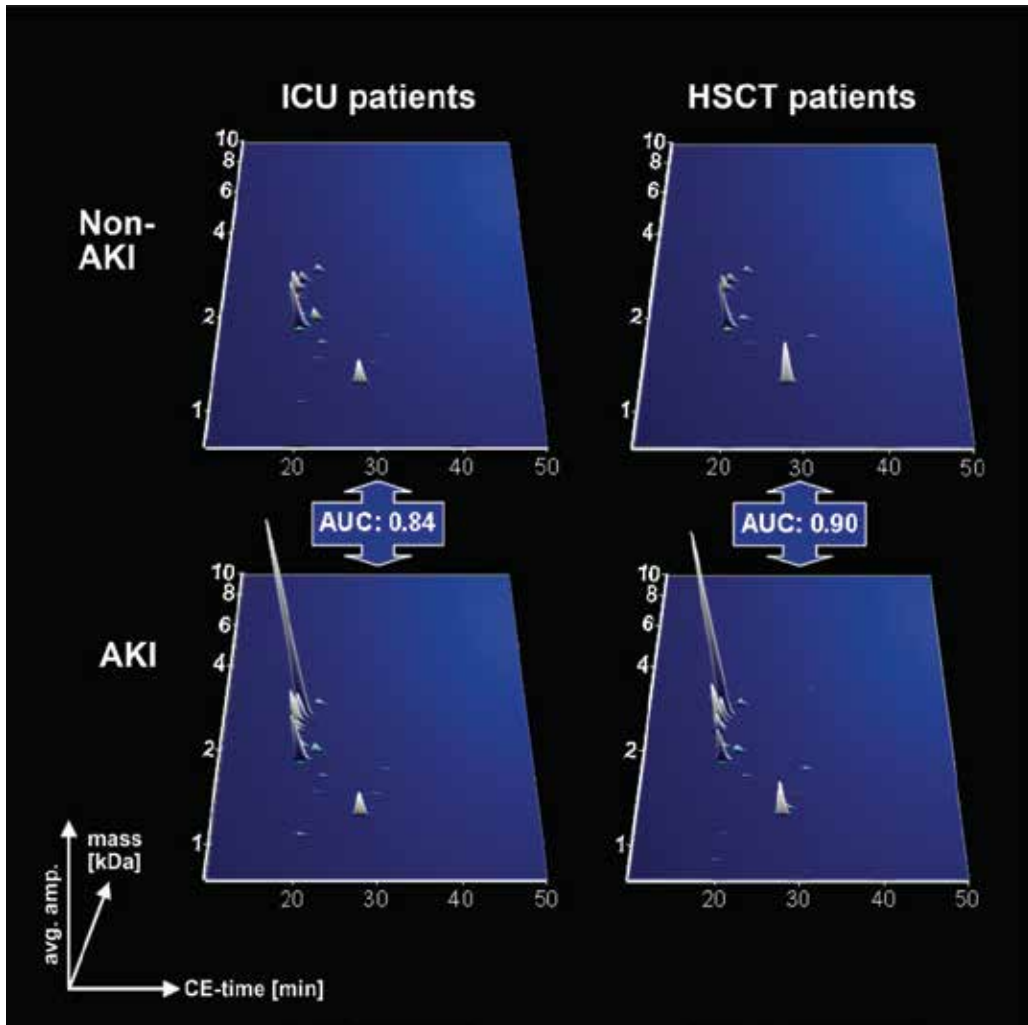 ICU patients HSCT patients
10 10
8 8
6 6
Non-
AKI
4 4
2 2
1 1
20 30 40 50 20 30 40 50
AUC: 0.84 AUC: 0.90
10 10
8 8
6 6
AKI
4 4
2 2
1 1
20 30 40 50 20 30 40 50
mass
[kDa]
avg. amp.
CE-time [min]